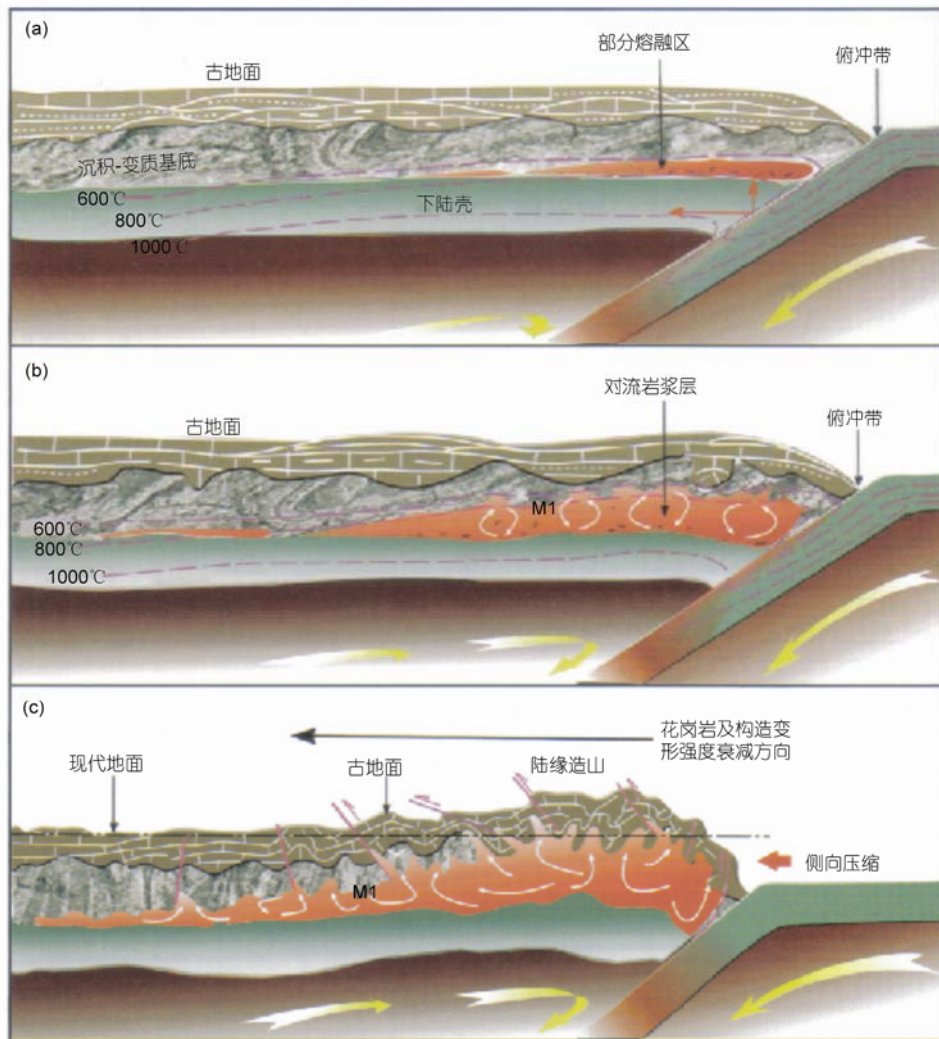 (a)
部分熔融区
俯冲带
古地面
沉积-变质基底
600℃
下陆壳
800℃
1000℃
(b)
对流岩浆层
俯冲带
古地面
M1
600℃
800℃
1000℃
(c)
花岗岩及构造变
形强度衰减方向
现代地面
古地面
陆缘造山
侧向压缩
M1